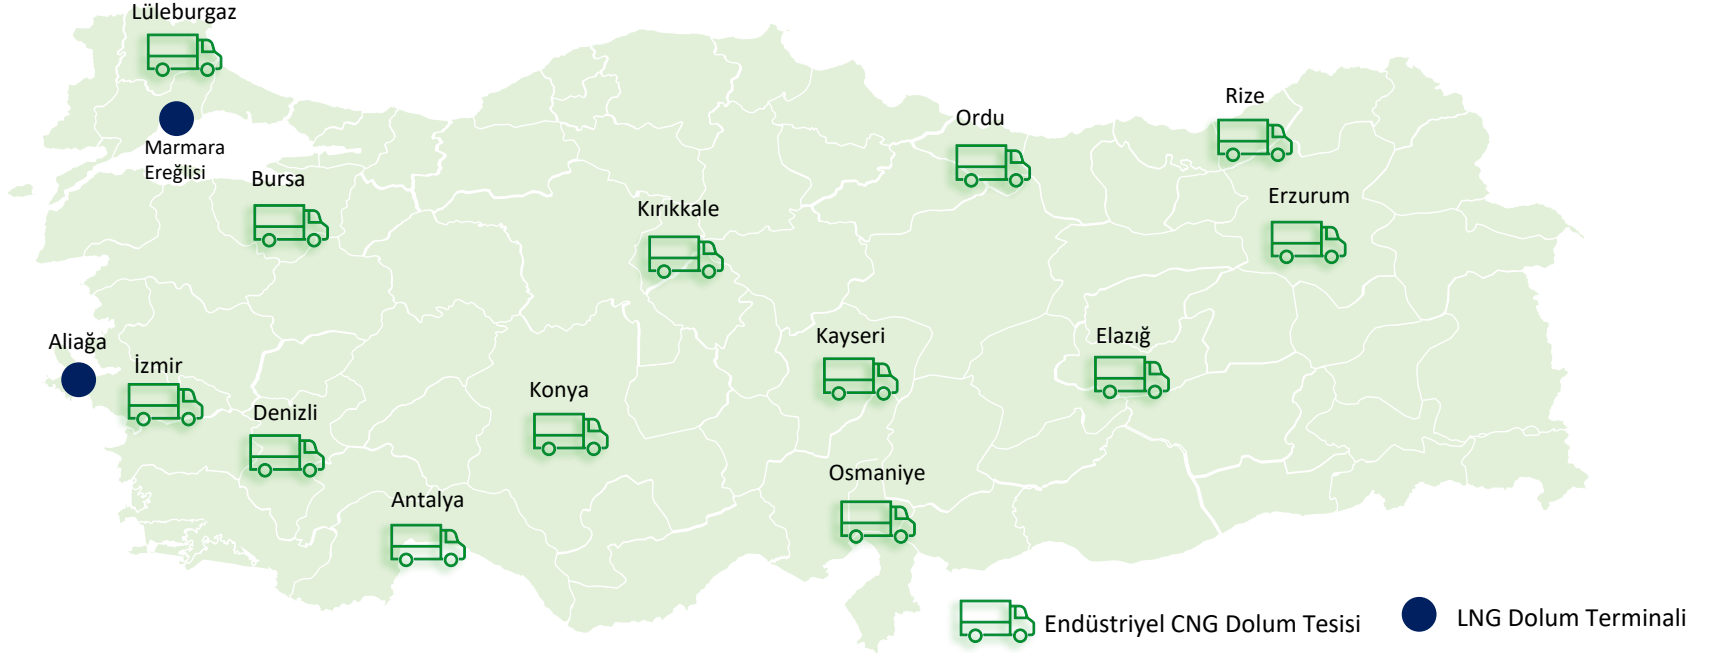 Lüleburgaz
Marmara
Ereğlisi
Bursa
Ordu
Rize
Erzurum
Kırıkkale
Aliağa
İzmir
Kayseri
Elazığ
Denizli
Konya
Osmaniye
Antalya
Endüstriyel CNG Dolum Tesisi
LNG Dolum Terminali